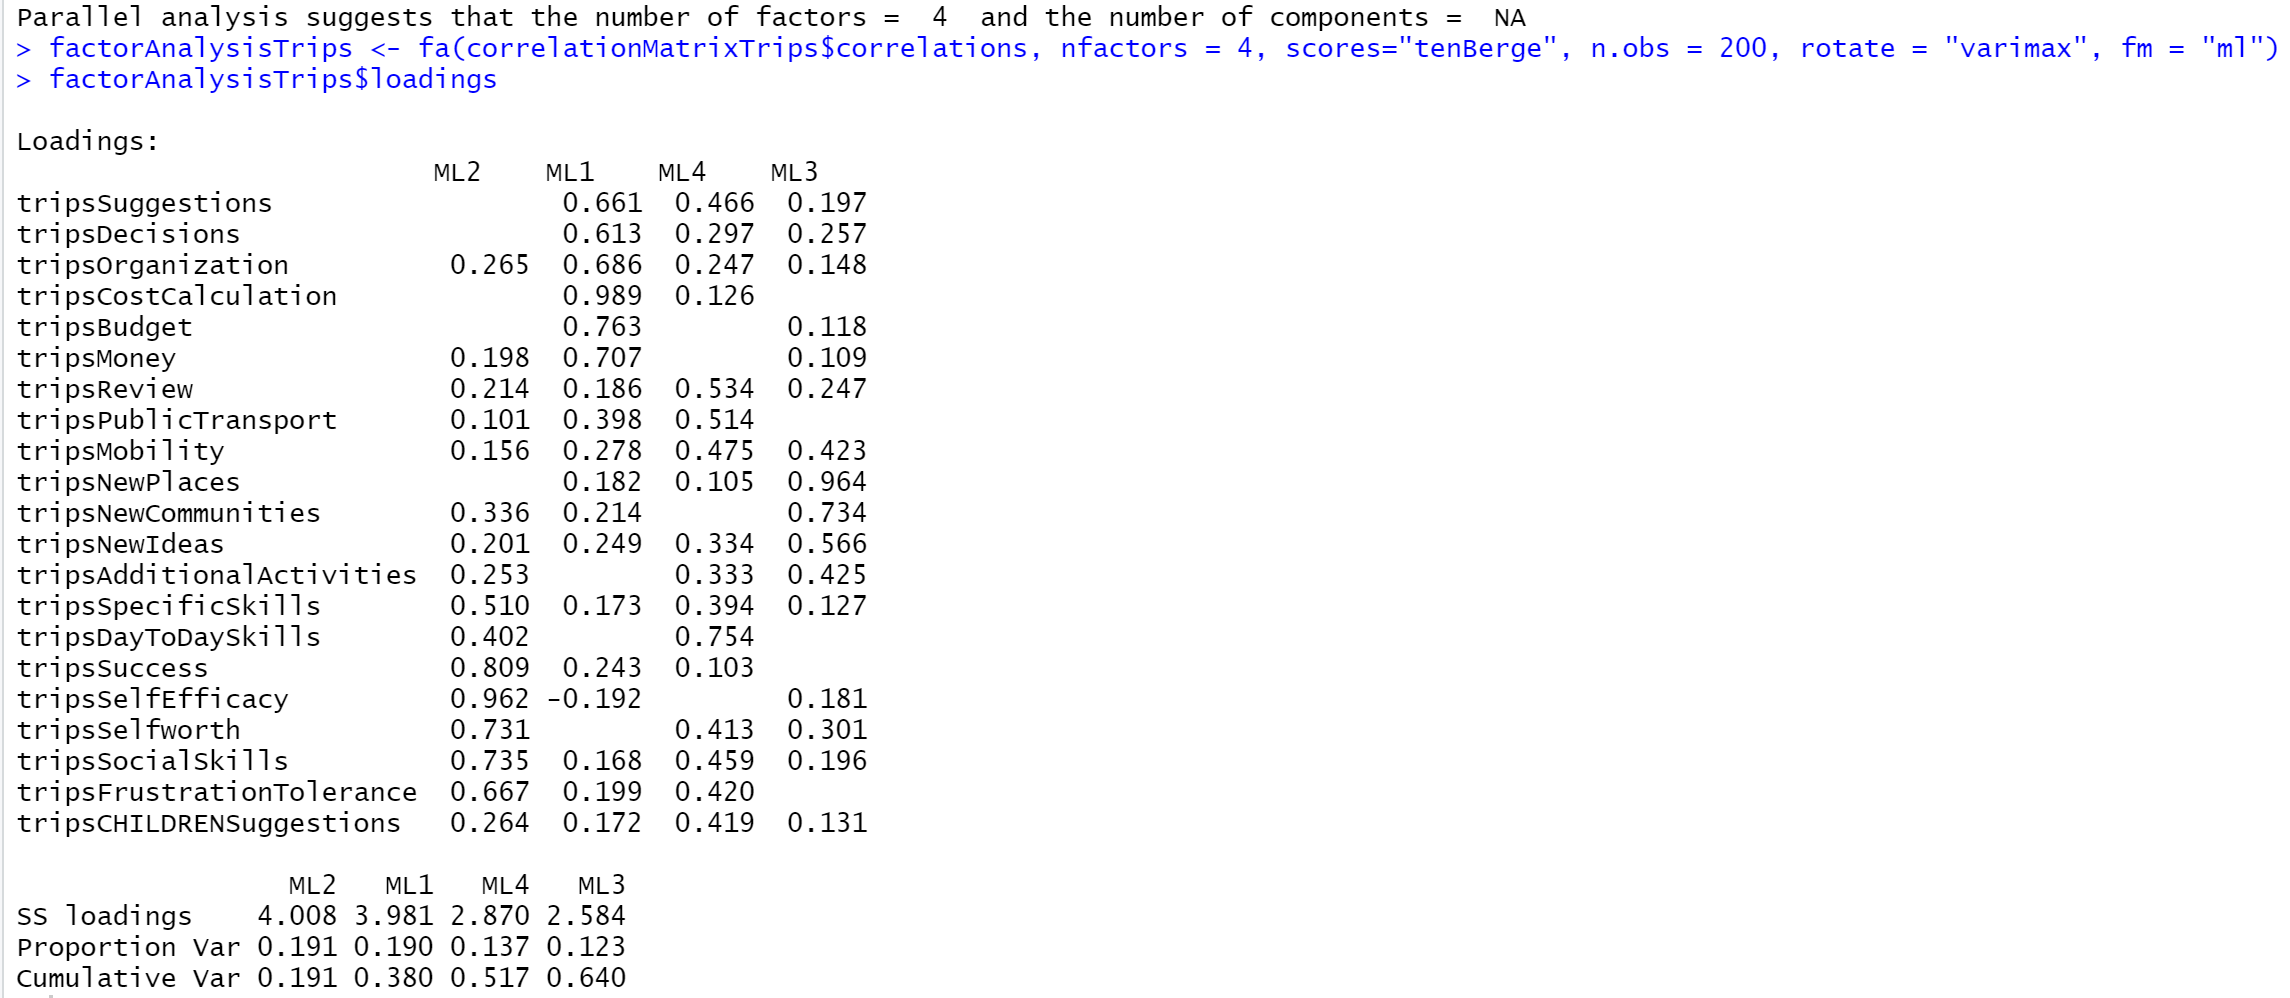 Parallel analysis suggests that the number of factors =  4  and the number of components =  NA
> factorAnalysisTrips <- fa(correlationMatrixTrips$correlations, nfactors = 4, scores="tenBerge", n.obs = 200, rotate = "varimax", fm = "ml")
> factorAnalysisTrips$loadings

Loadings:
                          ML2    ML1    ML4    ML3
tripsSuggestions                  0.661  0.466  0.197
tripsDecisions                    0.613  0.297  0.257
tripsOrganization          0.265  0.686  0.247  0.148
tripsCostCalculation              0.989  0.126
tripsBudget                       0.763         0.118
tripsMoney                 0.198  0.707         0.109
tripsReview                0.214  0.186  0.534  0.247
tripsPublicTransport       0.101  0.398  0.514
tripsMobility              0.156  0.278  0.475  0.423
tripsNewPlaces                    0.182  0.105  0.964
tripsNewCommunities        0.336  0.214         0.734
tripsNewIdeas              0.201  0.249  0.334  0.566
tripsAdditionalActivities  0.253         0.333  0.425
tripsSpecificSkills        0.510  0.173  0.394  0.127
tripsDayToDaySkills        0.402         0.754
tripsSuccess               0.809  0.243  0.103
tripsSelfEfficacy          0.962 -0.192         0.181
tripsSelfworth             0.731         0.413  0.301
tripsSocialSkills          0.735  0.168  0.459  0.196
tripsFrustrationTolerance  0.667  0.199  0.420
tripsCHILDRENSuggestions   0.264  0.172  0.419  0.131

                 ML2   ML1   ML4   ML3
SS loadings    4.008 3.981 2.870 2.584
Proportion Var 0.191 0.190 0.137 0.123
Cumulative Var 0.191 0.380 0.517 0.640